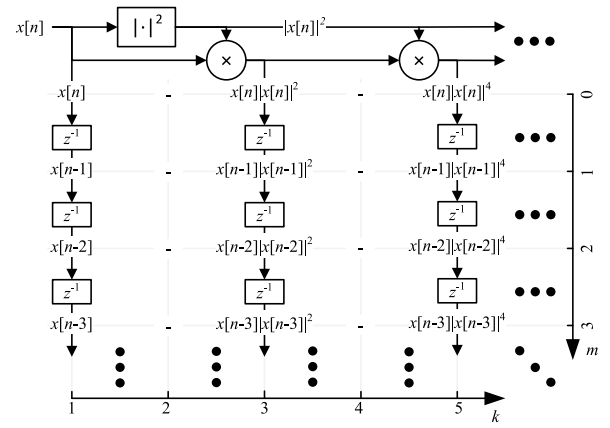 x[n] |·|² |x[n]|²
× ×
x[n] - x[n]|x[n]|² - x[n]|x[n]|⁴ 0
z⁻¹ z⁻¹ z⁻¹
x[n-1] - x[n-1]|x[n-1]|² - x[n-1]|x[n-1]|⁴ 1
z⁻¹ z⁻¹ z⁻¹
x[n-2] - x[n-2]|x[n-2]|² - x[n-2]|x[n-2]|⁴ 2
z⁻¹ z⁻¹ z⁻¹
x[n-3] - x[n-3]|x[n-3]|² - x[n-3]|x[n-3]|⁴ 3
m
1 2 3 4 5 k